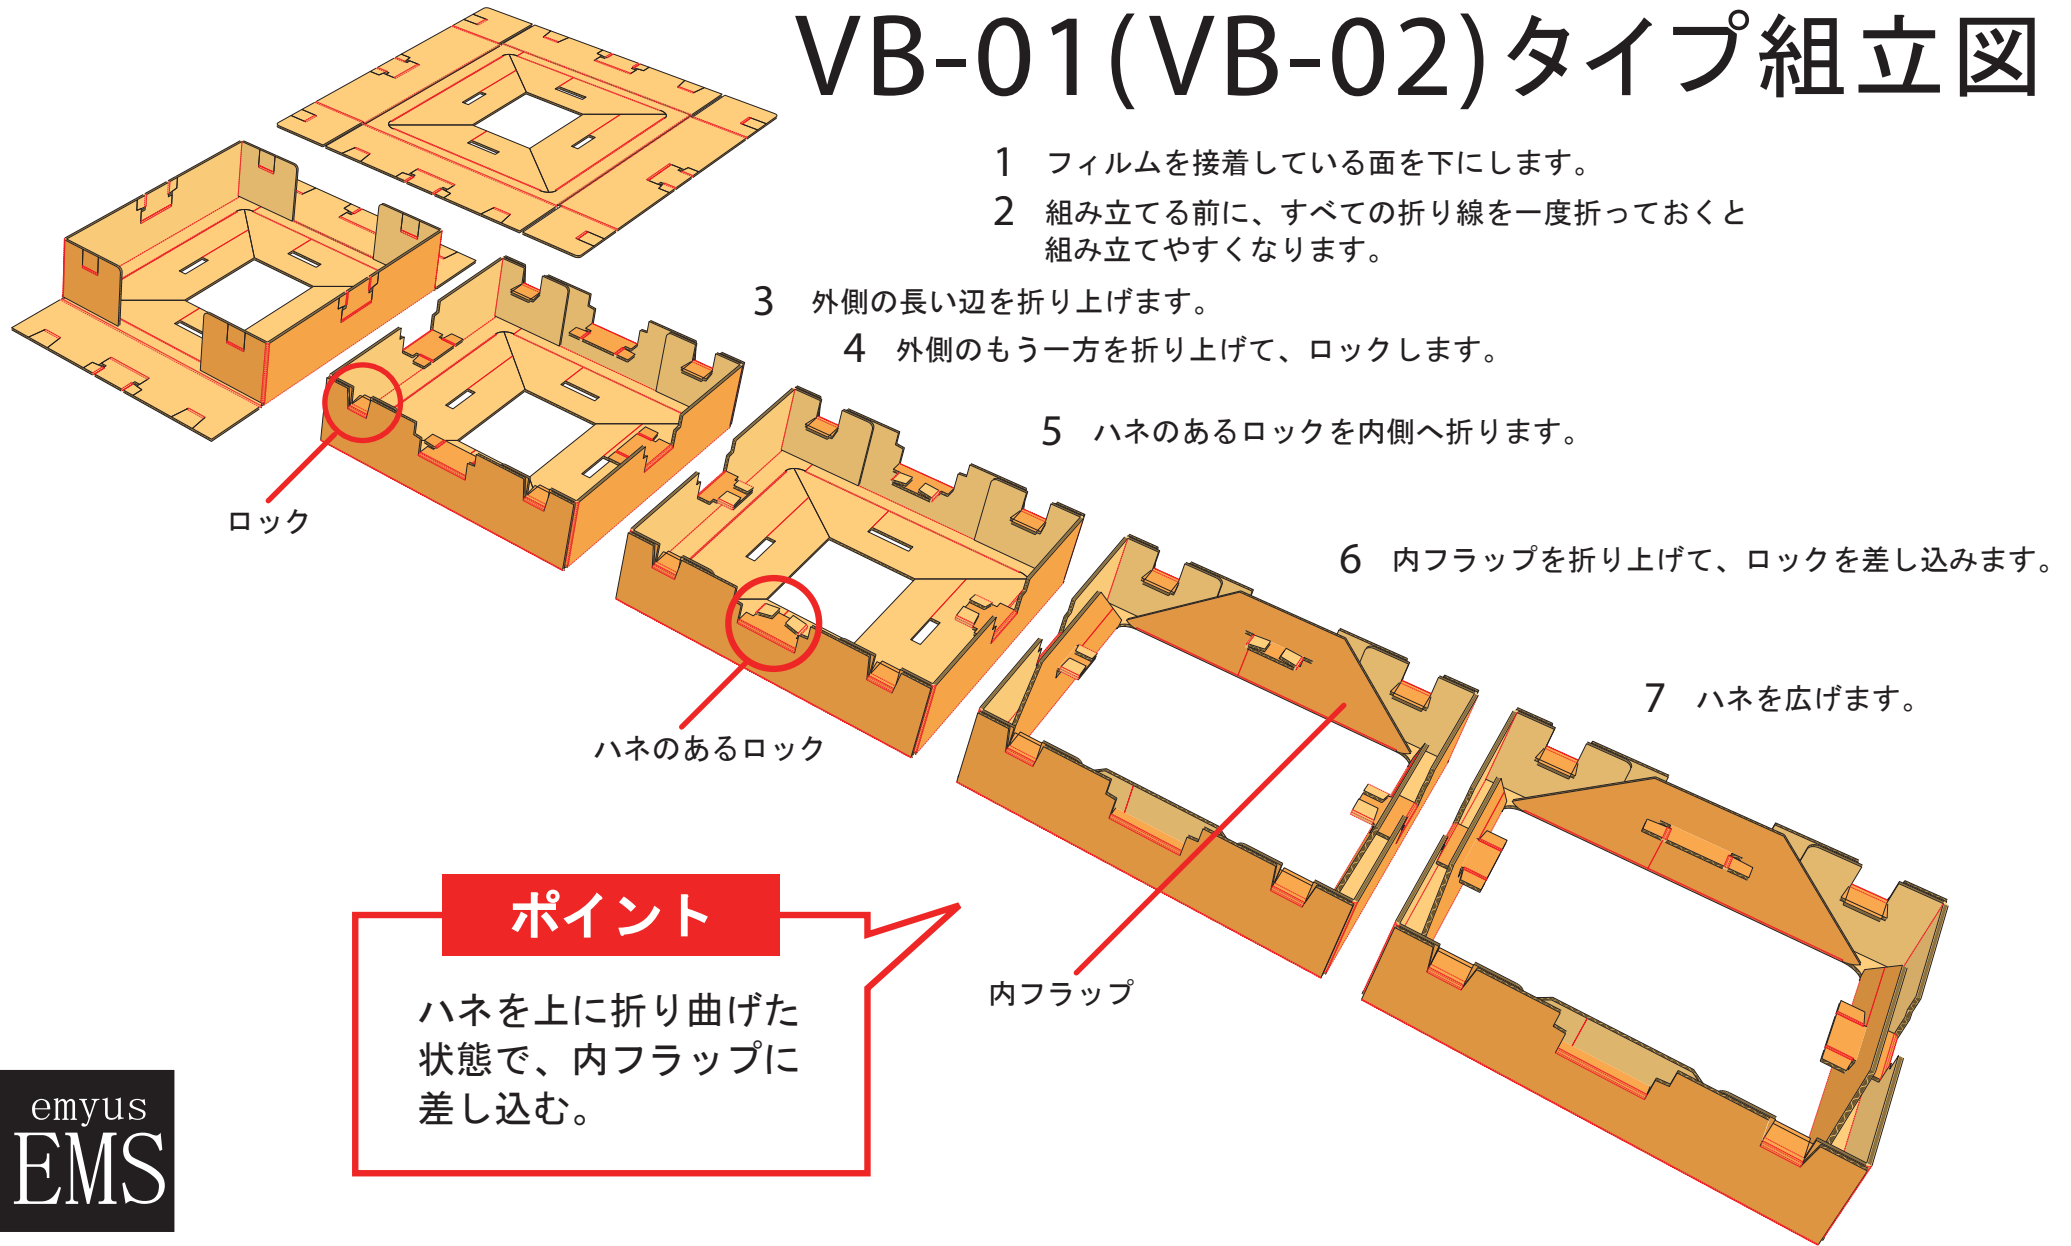 VB-01(VB-02)タイプ組立図
1 フィルムを接着している面を下にします。
2 組み立てる前に、すべての折り線を一度折っておくと
組み立てやすくなります。
3 外側の長い辺を折り上げます。
4 外側のもう一方を折り上げて、ロックします。
5 ハネのあるロックを内側へ折ります。
ロック
6 内フラップを折り上げて、ロックを差し込みます。
7 ハネを広げます。
ハネのあるロック
ポイント
内フラップ
ハネを上に折り曲げた
状態で、内フラップに
差し込む。
emyus
EMS